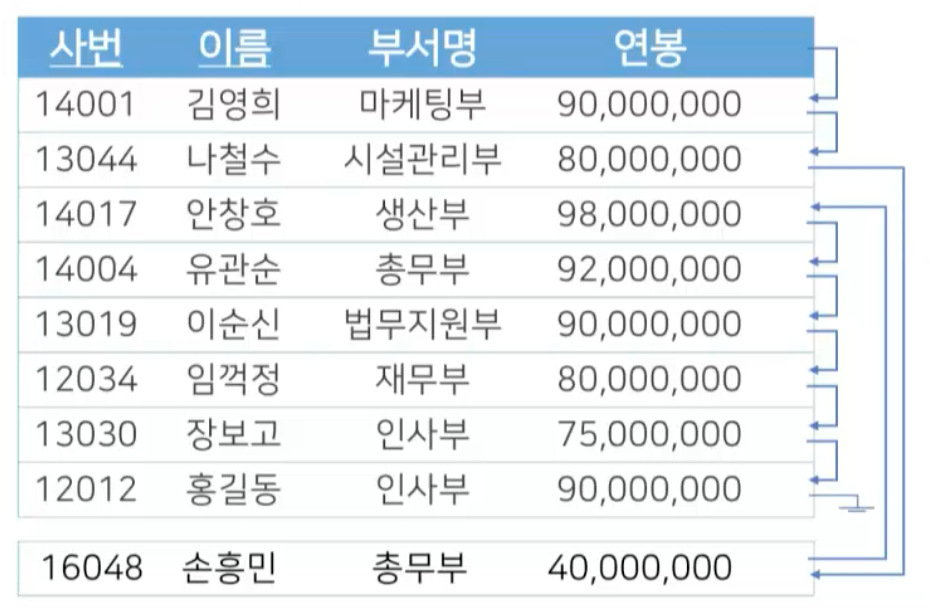 사번 이름 부서명 연봉
14001 김영희 마케팅부 90,000,000
13044 나철수 시설관리부 80,000,000
14017 안창호 생산부 98,000,000
14004 유관순 총무부 92,000,000
13019 이순신 법무지원부 90,000,000
12034 임꺽정 재무부 80,000,000
13030 장보고 인사부 75,000,000
12012 홍길동 인사부 90,000,000
16048 손흥민 총무부 40,000,000